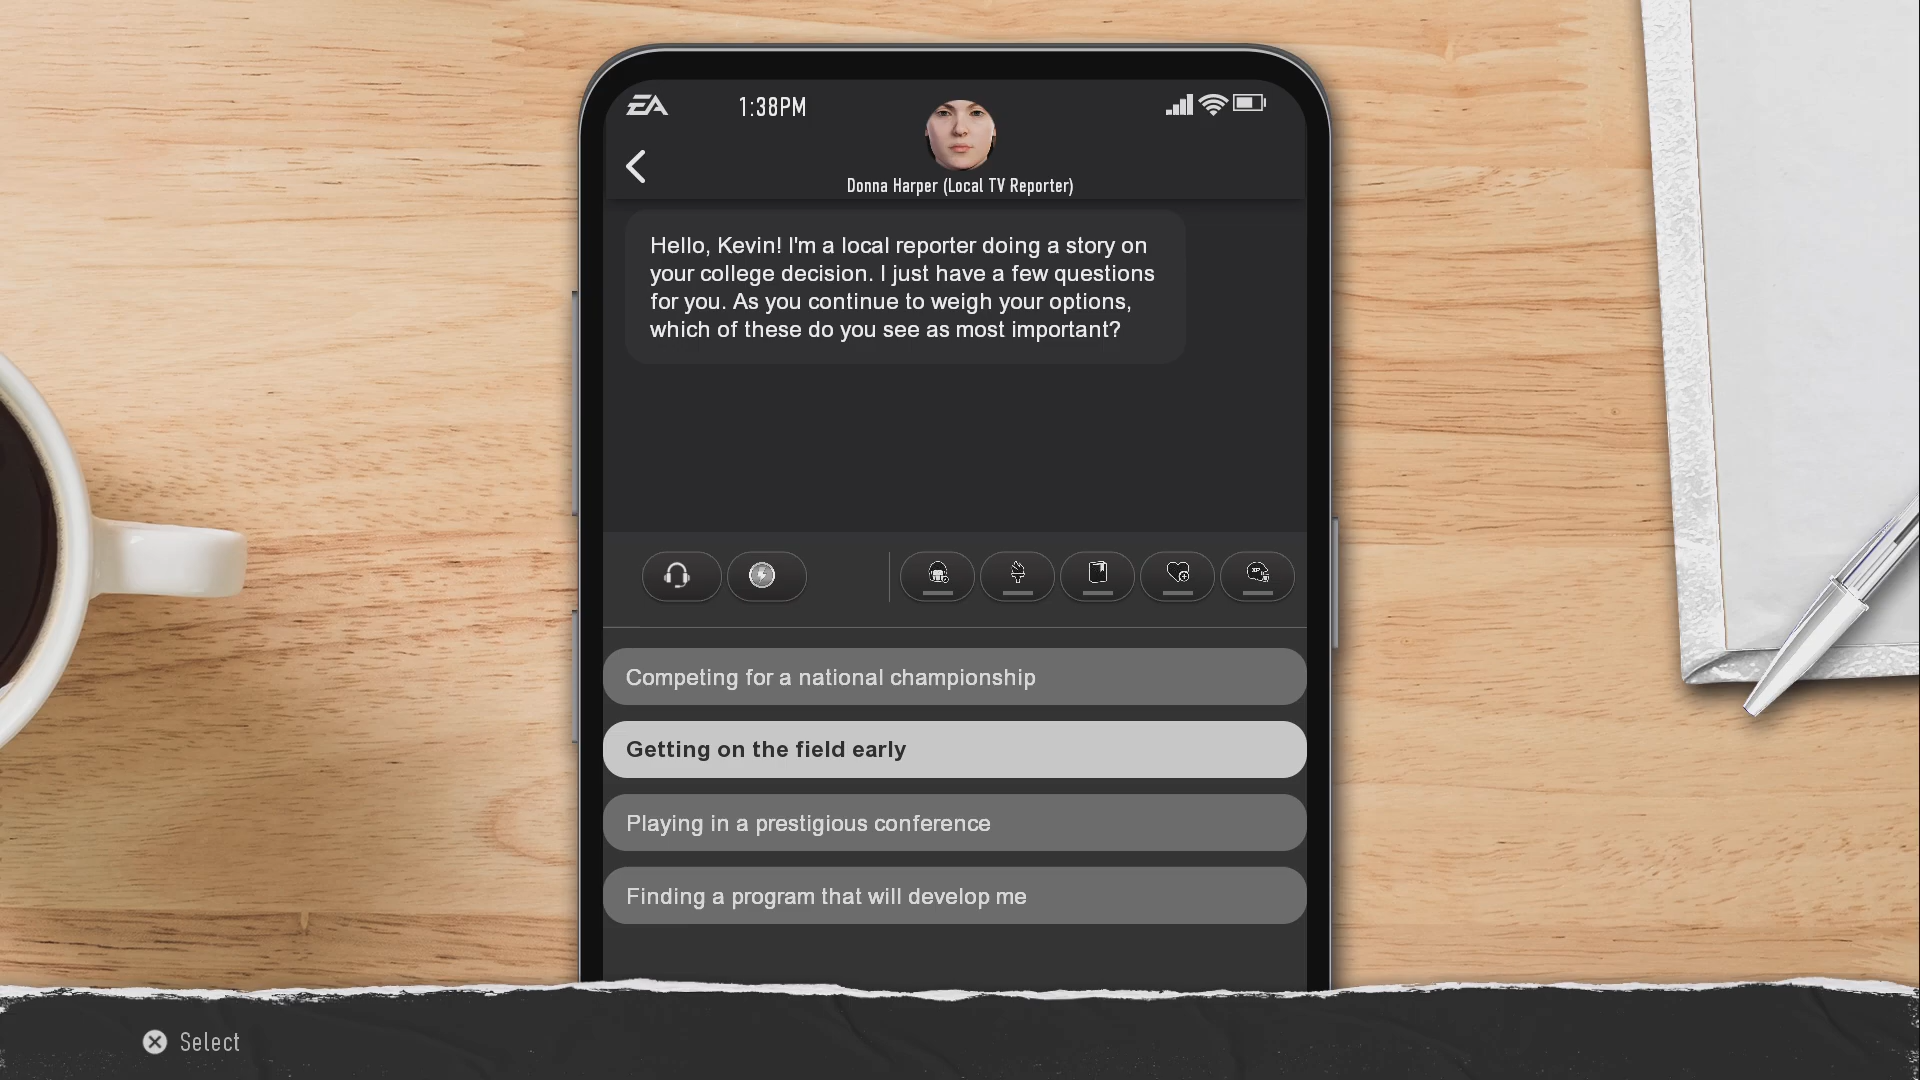 EA
1:38PM
Donna Harper (Local TV Reporter)
Hello, Kevin! I'm a local reporter doing a story on
your college decision. I just have a few questions
for you. As you continue to weigh your options,
which of these do you see as most important?
XP
Competing for a national championship
Getting on the field early
Playing in a prestigious conference
Finding a program that will develop me
Select